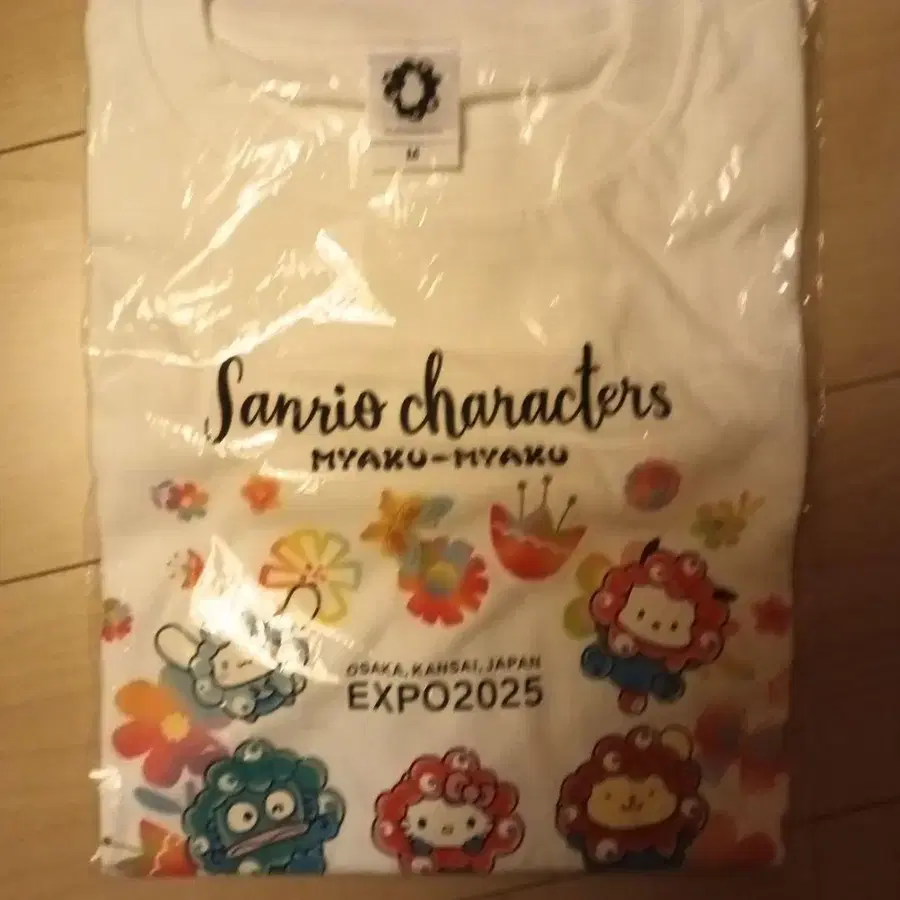 M
Sanrio characters
MYAKU-MYAKU
OSAKA, KANSAI, JAPAN
EXPO2025